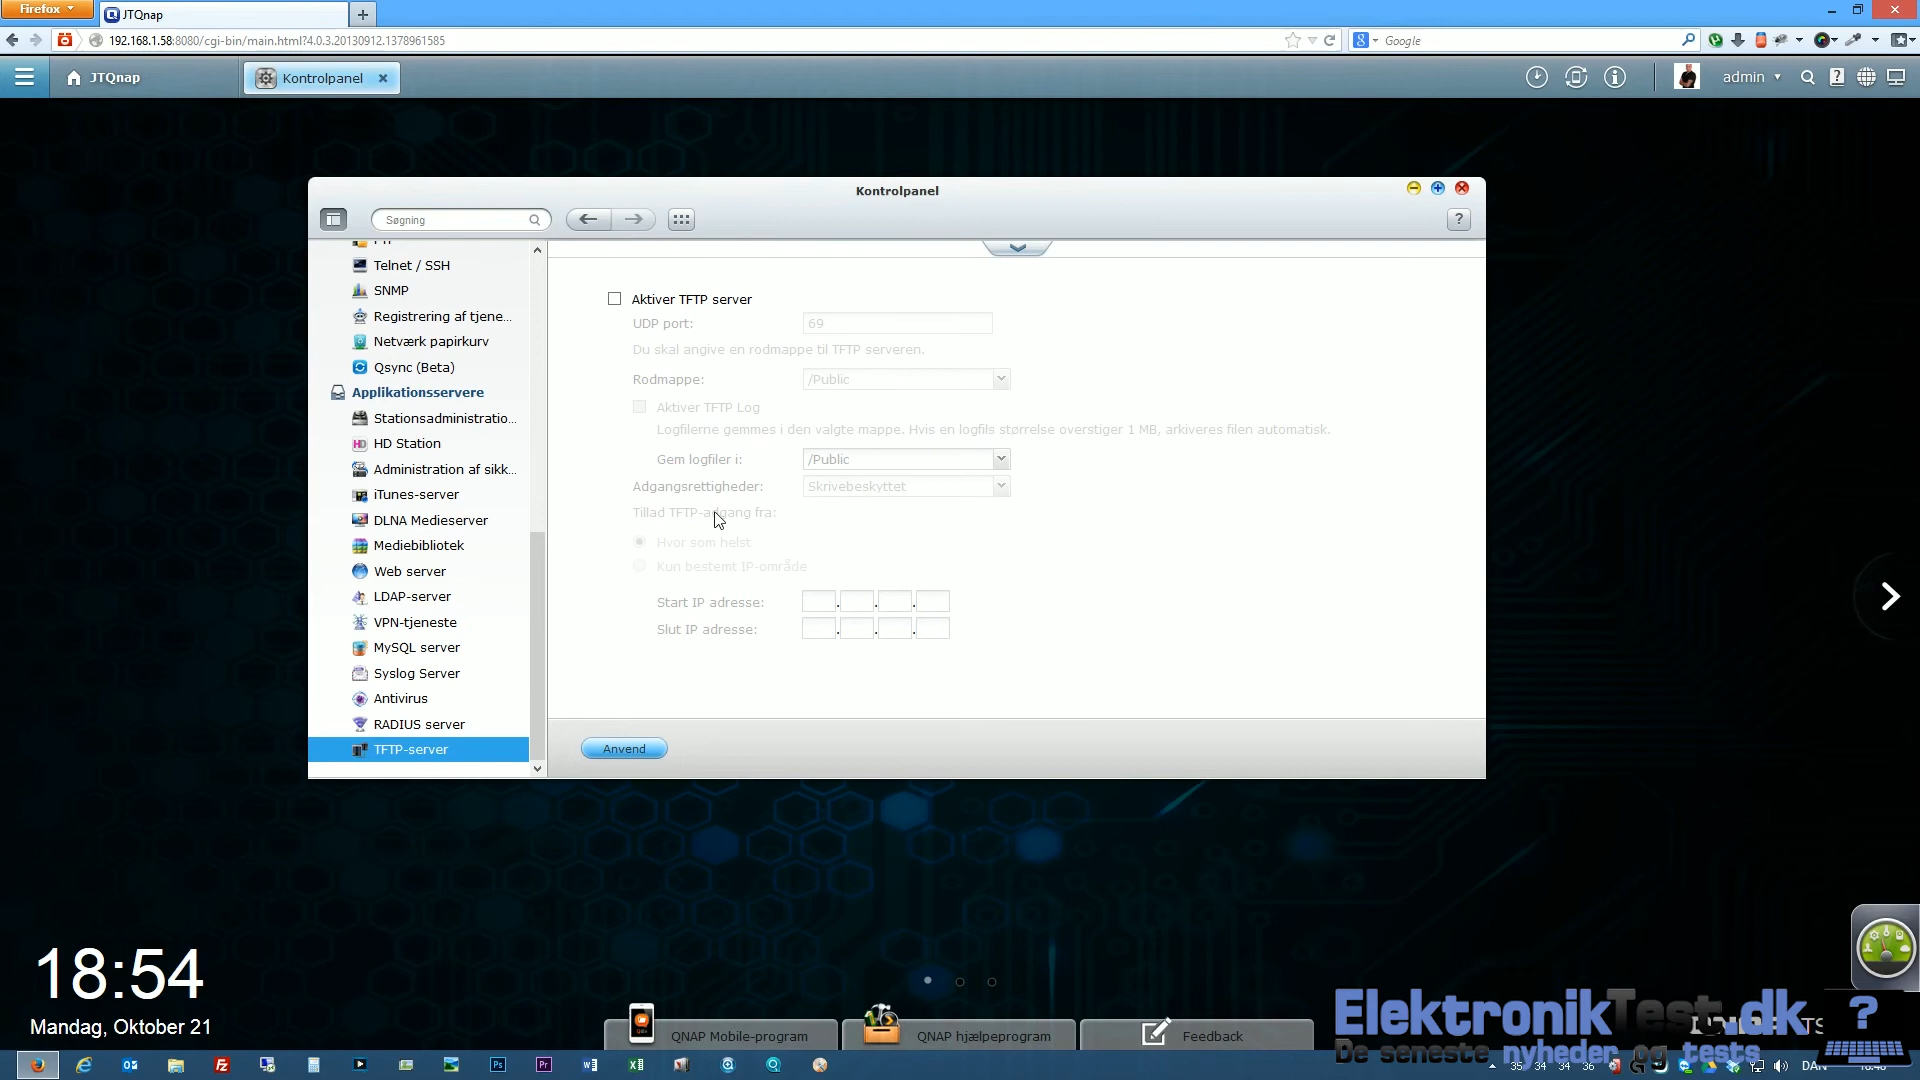 Firefox
JTQnap
192.168.1.58:8080/cgi-bin/main.html?4.0.3.20130912.1378961585
Google
JTQnap
Kontrolpanel
admin
Kontrolpanel
Søgning
Telnet / SSH
SNMP
Registrering af tjene...
Netværk papirkurv
Qsync (Beta)
Applikationsservere
Stationsadministratio...
HD Station
Administration af sikk...
iTunes-server
DLNA Medieserver
Mediebibliotek
Web server
LDAP-server
VPN-tjeneste
MySQL server
Syslog Server
Antivirus
RADIUS server
TFTP-server
Aktiver TFTP server
UDP port: 69
Du skal angive en rodmappe til TFTP serveren.
Rodmappe: /Public
Aktiver TFTP Log
Logfilerne gemmes i den valgte mappe. Hvis en logfils størrelse overstiger 1 MB, arkiveres filen automatisk.
Gem logfiler i: /Public
Adgangsrettigheder: Skrivebeskyttet
Tillad TFTP-adgang fra:
Hvor som helst
Kun bestemt IP-område
Start IP adresse:
Slut IP adresse:
Anvend
18:54
Mandag, Oktober 21
QNAP Mobile-program
QNAP hjælpeprogram
Feedback
ElektronikTest.dk
De seneste nyheder og tests
35 34 34 36